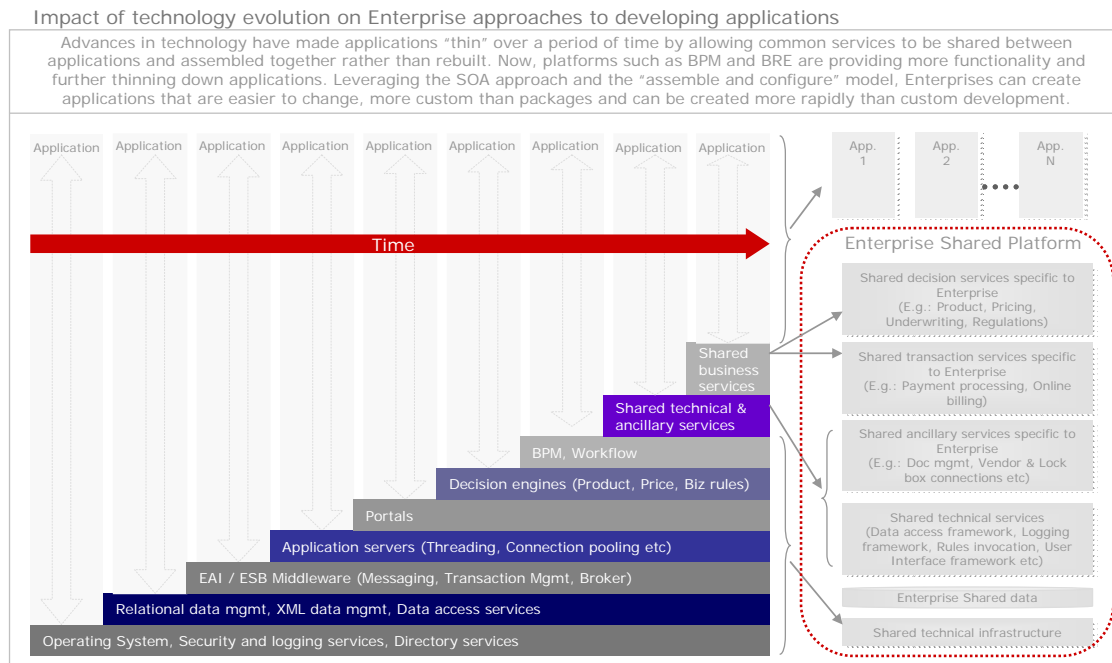 Impact of technology evolution on Enterprise approaches to developing applications
Advances in technology have made applications “thin” over a period of time by allowing common services to be shared between
applications and assembled together rather than rebuilt. Now, platforms such as BPM and BRE are providing more functionality and
further thinning down applications. Leveraging the SOA approach and the “assemble and configure” model, Enterprises can create
applications that are easier to change, more custom than packages and can be created more rapidly than custom development.
Application
Application
Application
Application
Application
Application
Application
Application
Application
Time
Shared
business
services
Shared technical &
ancillary services
BPM, Workflow
Decision engines (Product, Price, Biz rules)
Portals
Application servers (Threading, Connection pooling etc)
EAI / ESB Middleware (Messaging, Transaction Mgmt, Broker)
Relational data mgmt, XML data mgmt, Data access services
Operating System, Security and logging services, Directory services
App.
1
App.
2
App.
N
Enterprise Shared Platform
Shared decision services specific to
Enterprise
(E.g.: Product, Pricing,
Underwriting, Regulations)
Shared transaction services specific
to Enterprise
(E.g.: Payment processing, Online
billing)
Shared ancillary services specific to
Enterprise
(E.g.: Doc mgmt, Vendor & Lock
box connections etc)
Shared technical services
(Data access framework, Logging
framework, Rules invocation, User
Interface framework etc)
Enterprise Shared data
Shared technical infrastructure